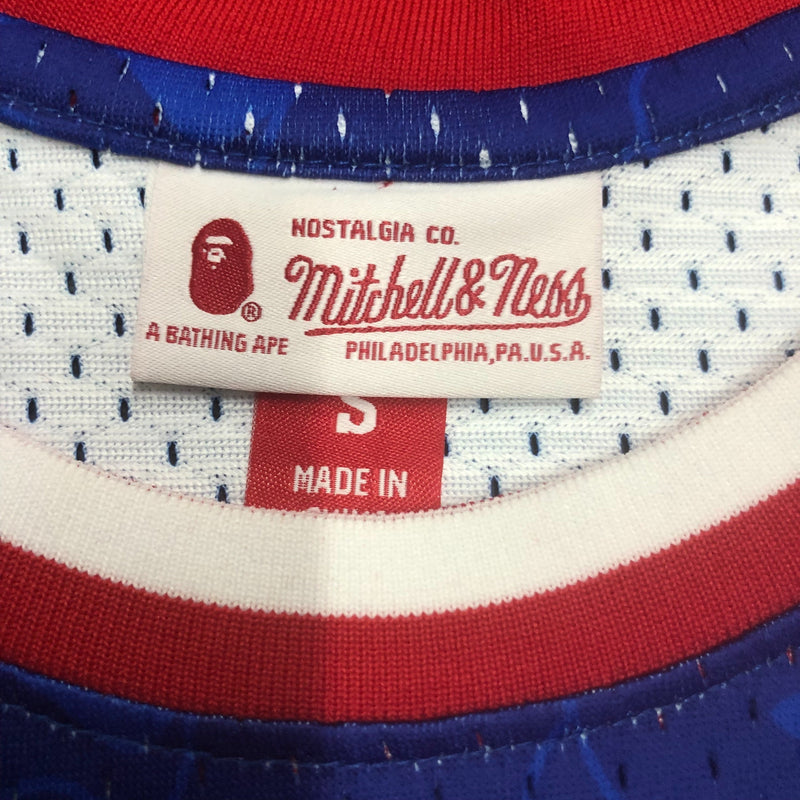 NOSTALGIA CO.
Mitchell & Ness
PHILADELPHIA, PA. U.S.A.
®
A BATHING APE
S
MADE IN